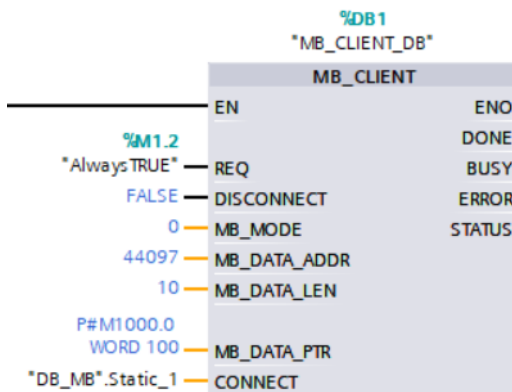 %DB1
"MB_CLIENT_DB"
MB_CLIENT
EN ENO
DONE
%M1.2
"AlwaysTRUE" REQ BUSY
FALSE DISCONNECT ERROR
0 MB_MODE STATUS
44097 MB_DATA_ADDR
10 MB_DATA_LEN
P#M1000.0
WORD 100 MB_DATA_PTR
"DB_MB".Static_1 CONNECT